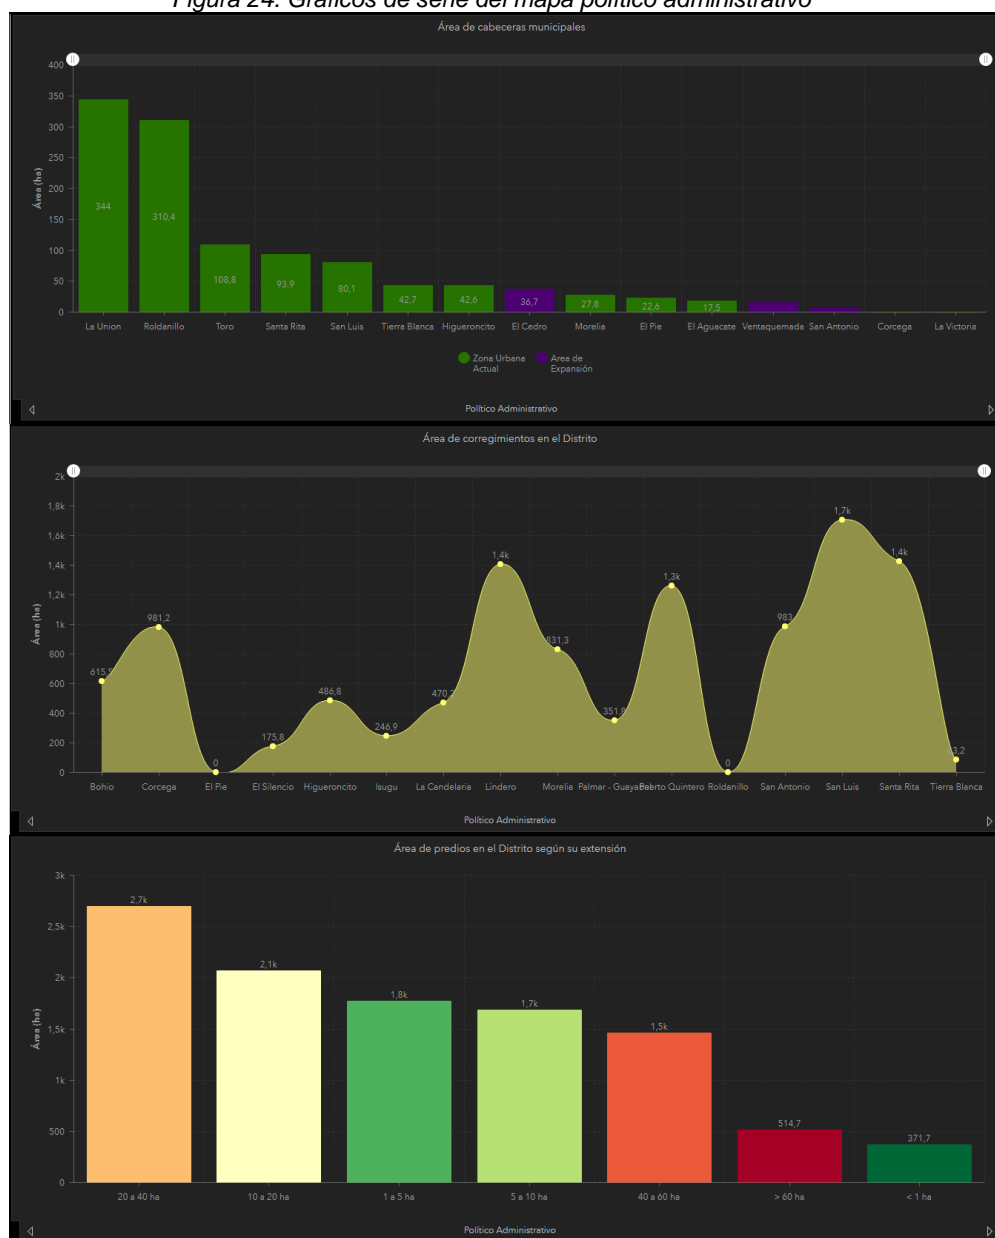 Figura 24. Gráficos de serie del mapa político administrativo
Área de cabeceras municipales
400
350
300
250
200
150
100
50
0
Área (ha)
344
310,4
108,8
93,9
80,1
42,7
42,6
36,7
27,8
22,6
17,5
La Union Roldanillo Toro Santa Rita San Luis Tierra Blanca Higueroncito El Cedro Morelia El Pie El Aguacate Ventaquemada San Antonio Corcega La Victoria
Zona Urbana Actual
Area de Expansión
Político Administrativo
Área de corregimientos en el Distrito
2k
1,8k
1,6k
1,4k
1,2k
1k
800
600
400
200
0
Área (ha)
615,5
981,2
0
175,8
486,8
246,9
470,2
1,4k
831,3
351,8
1,3k
0
983
1,7k
1,4k
83,2
Bohio Corcega El Pie El Silencio Higueroncito Isugu La Candelaria Lindero Morelia Palmar - Guayabal Puerto Quintero Roldanillo San Antonio San Luis Santa Rita Tierra Blanca
Político Administrativo
Área de predios en el Distrito según su extensión
3k
2,5k
2k
1,5k
1k
500
0
Área (ha)
2,7k
2,1k
1,8k
1,7k
1,5k
514,7
371,7
20 a 40 ha 10 a 20 ha 1 a 5 ha 5 a 10 ha 40 a 60 ha > 60 ha < 1 ha
Político Administrativo